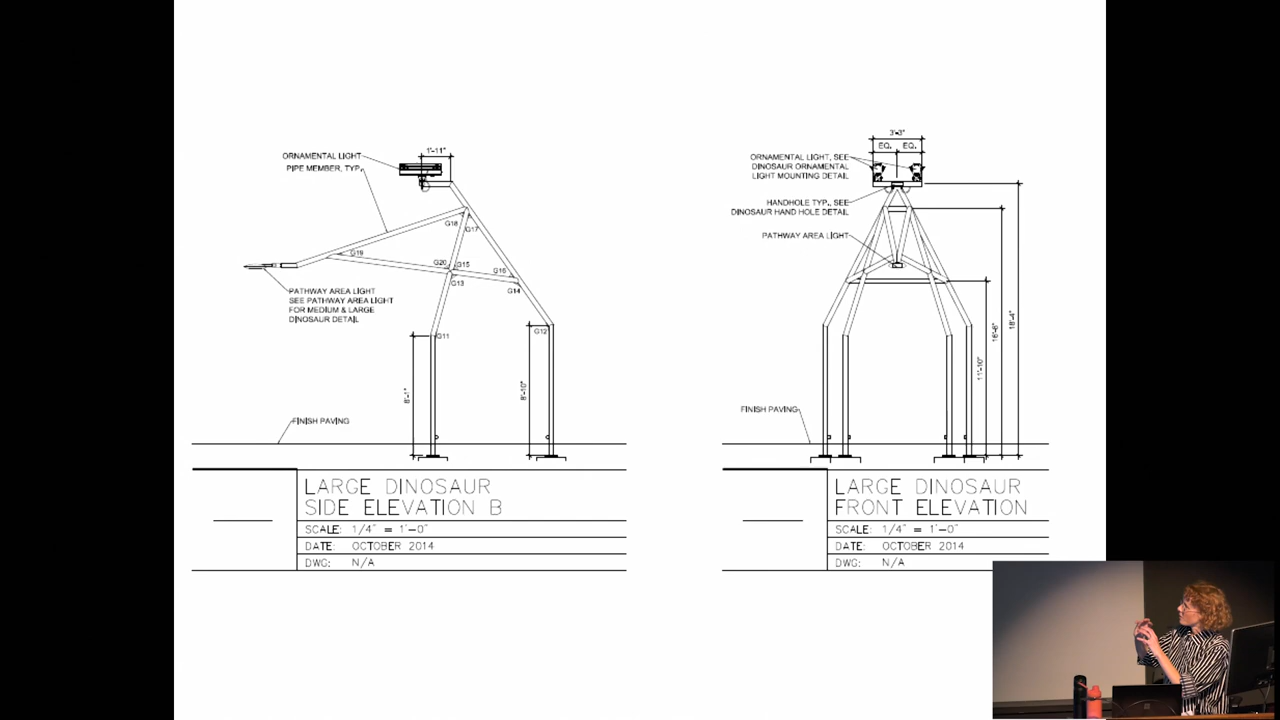 1'-11"
ORNAMENTAL LIGHT
PIPE MEMBER, TYP.
G18
G17
G19
G20
G15
G16
G13
G14
PATHWAY AREA LIGHT
SEE PATHWAY AREA LIGHT
FOR MEDIUM & LARGE
DINOSAUR DETAIL
G12
G11
8'-1"
8'-10"
FINISH PAVING
LARGE DINOSAUR
SIDE ELEVATION B
SCALE: 1/4" = 1'-0"
DATE: OCTOBER 2014
DWG: N/A
3'-3"
EQ. EQ.
ORNAMENTAL LIGHT, SEE
DINOSAUR ORNAMENTAL
LIGHT MOUNTING DETAIL
HANDHOLE TYP., SEE
DINOSAUR HAND HOLE DETAIL
PATHWAY AREA LIGHT
18'-4"
16'-6"
11'-10"
FINISH PAVING
LARGE DINOSAUR
FRONT ELEVATION
SCALE: 1/4" = 1'-0"
DATE: OCTOBER 2014
DWG: N/A